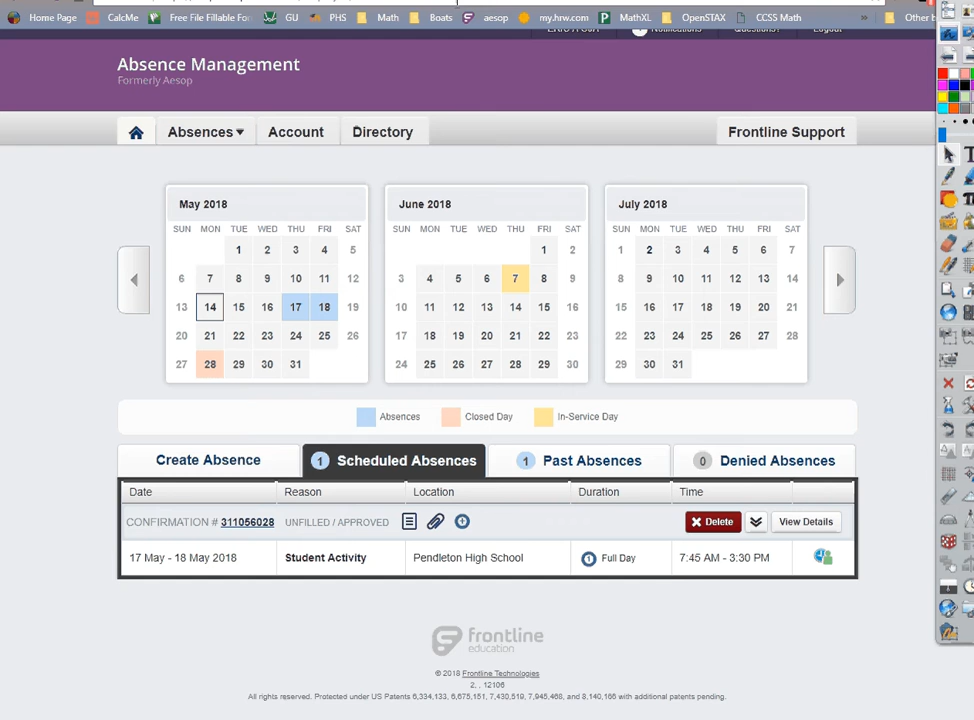 Home Page CalcMe Free File Fillable For GU PHS Math Boats aesop my.hrw.com MathXL OpenSTAX CCSS Math » Other b
Notifications Questions? Logout
Absence Management
Formerly Aesop
Absences Account Directory Frontline Support
May 2018 June 2018 July 2018
SUN MON TUE WED THU FRI SAT SUN MON TUE WED THU FRI SAT SUN MON TUE WED THU FRI SAT
1 2 3 4 5 1 2 1 2 3 4 5 6 7
6 7 8 9 10 11 12 3 4 5 6 7 8 9 8 9 10 11 12 13 14
13 14 15 16 17 18 19 10 11 12 13 14 15 16 15 16 17 18 19 20 21
20 21 22 23 24 25 26 17 18 19 20 21 22 23 22 23 24 25 26 27 28
27 28 29 30 31 24 25 26 27 28 29 30 29 30 31
Absences Closed Day In-Service Day
Create Absence 1 Scheduled Absences 1 Past Absences 0 Denied Absences
Date Reason Location Duration Time
CONFIRMATION # 311056028 UNFILLED / APPROVED Delete View Details
17 May - 18 May 2018 Student Activity Pendleton High School 1 Full Day 7:45 AM - 3:30 PM
frontline
education
© 2018 Frontline Technologies
2, , 12106
All rights reserved. Protected under US Patents 6,334,133, 6,675,151, 7,430,519, 7,945,468, and 8,140,166 with additional patents pending.